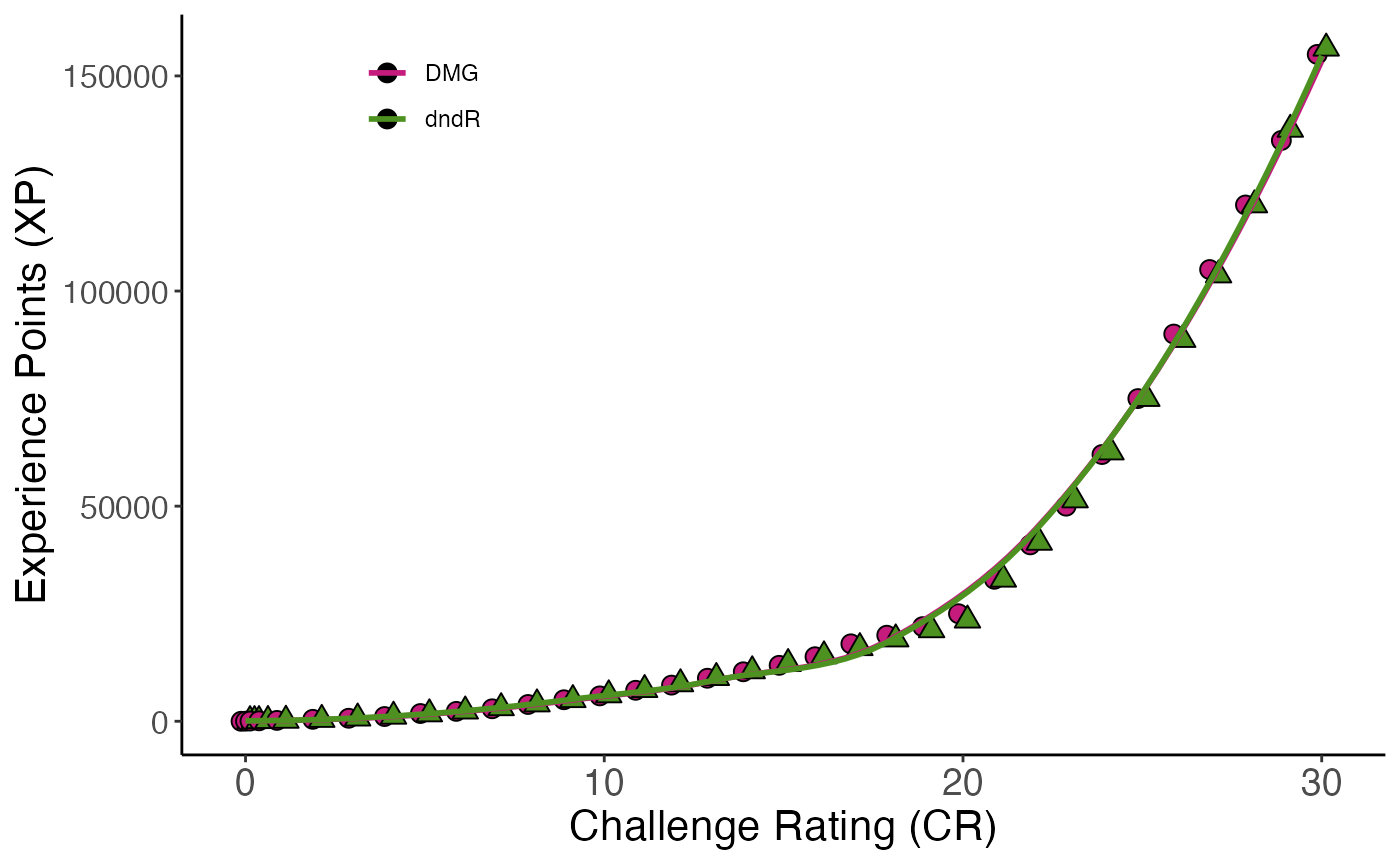 DMG
dndR
Experience Points (XP)
150000
100000
50000
0
0 10 20 30
Challenge Rating (CR)